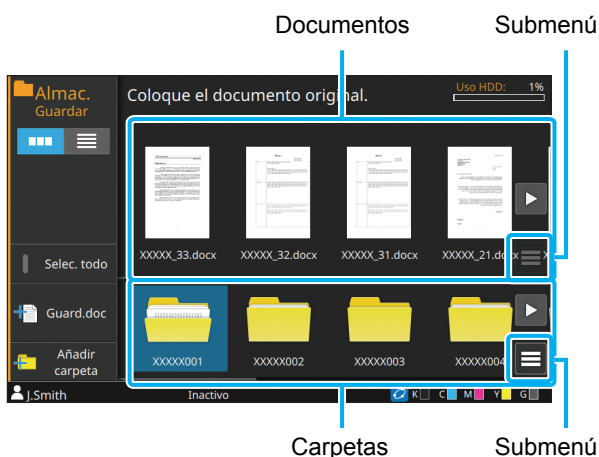 Documentos
Submenú
Almac.
Guardar
Coloque el documento original.
Uso HDD: 1%
XXXXX_33.docx
XXXXX_32.docx
XXXXX_31.docx
XXXXX_21.docx
X
Selec. todo
Guard.doc
Añadir
carpeta
XXXXX001
XXXXX002
XXXXX003
XXXXX004
J.Smith
Inactivo
K C M Y G
Carpetas
Submenú